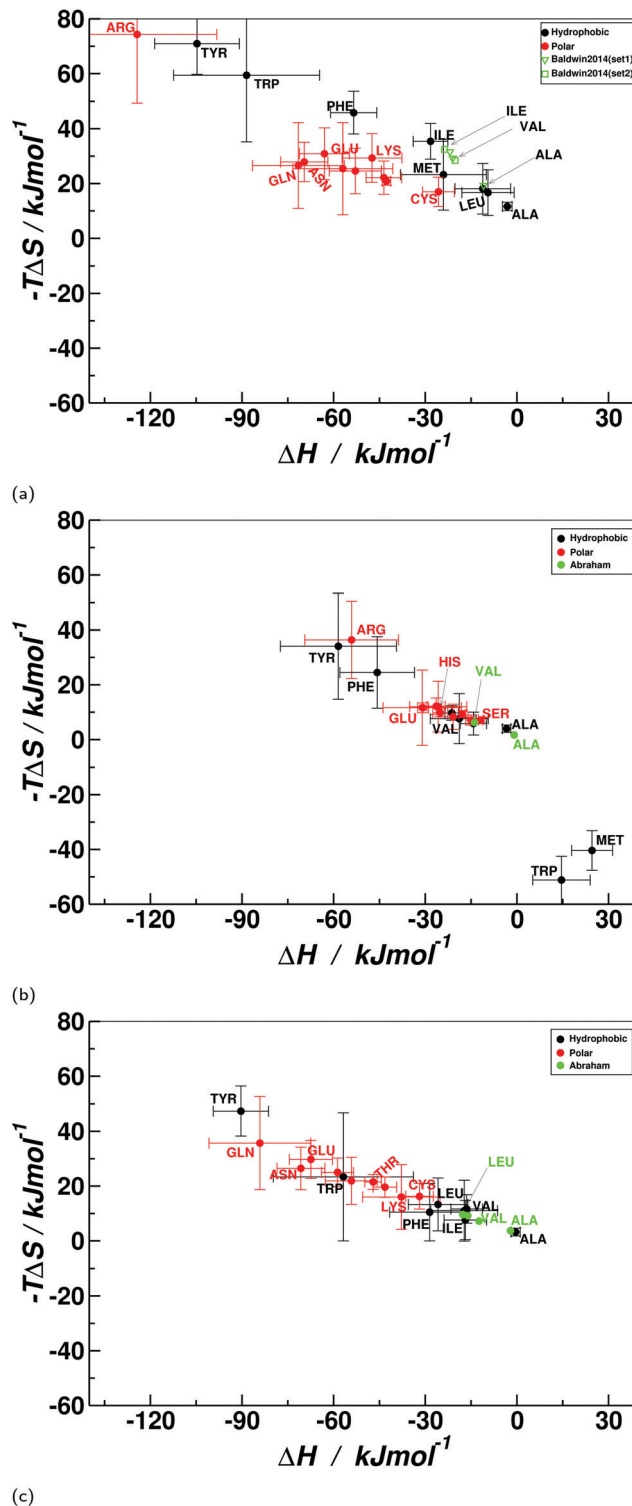 80
60
40
20
0
-20
-40
-60
-TΔS / kJmol⁻¹
ARG
TYR
TRP
PHE
GLN
ASN
GLU
LYS
ILE
MET
CYS
LEU
ALA
ILE
VAL
ALA
Hydrophobic
Polar
Baldwin2014(set1)
Baldwin2014(set2)
-120 -90 -60 -30 0
ΔH / kJmol⁻¹
(a)
80
60
40
20
0
-20
-40
-60
-TΔS / kJmol⁻¹
Hydrophobic
Polar
Abraham
ARG
TYR
PHE
HIS
VAL
GLU
SER
VAL
ALA
ALA
MET
TRP
-120 -90 -60 -30 0
ΔH / kJmol⁻¹
(b)
80
60
40
20
0
-20
-40
-60
-TΔS / kJmol⁻¹
Hydrophobic
Polar
Abraham
TYR
GLN
GLU
ASN
TRP
THR
LYS
CYS
LEU
LEU
VAL
PHE
ILE
VAL
ALA
ALA
-120 -90 -60 -30 0
ΔH / kJmol⁻¹
(c)